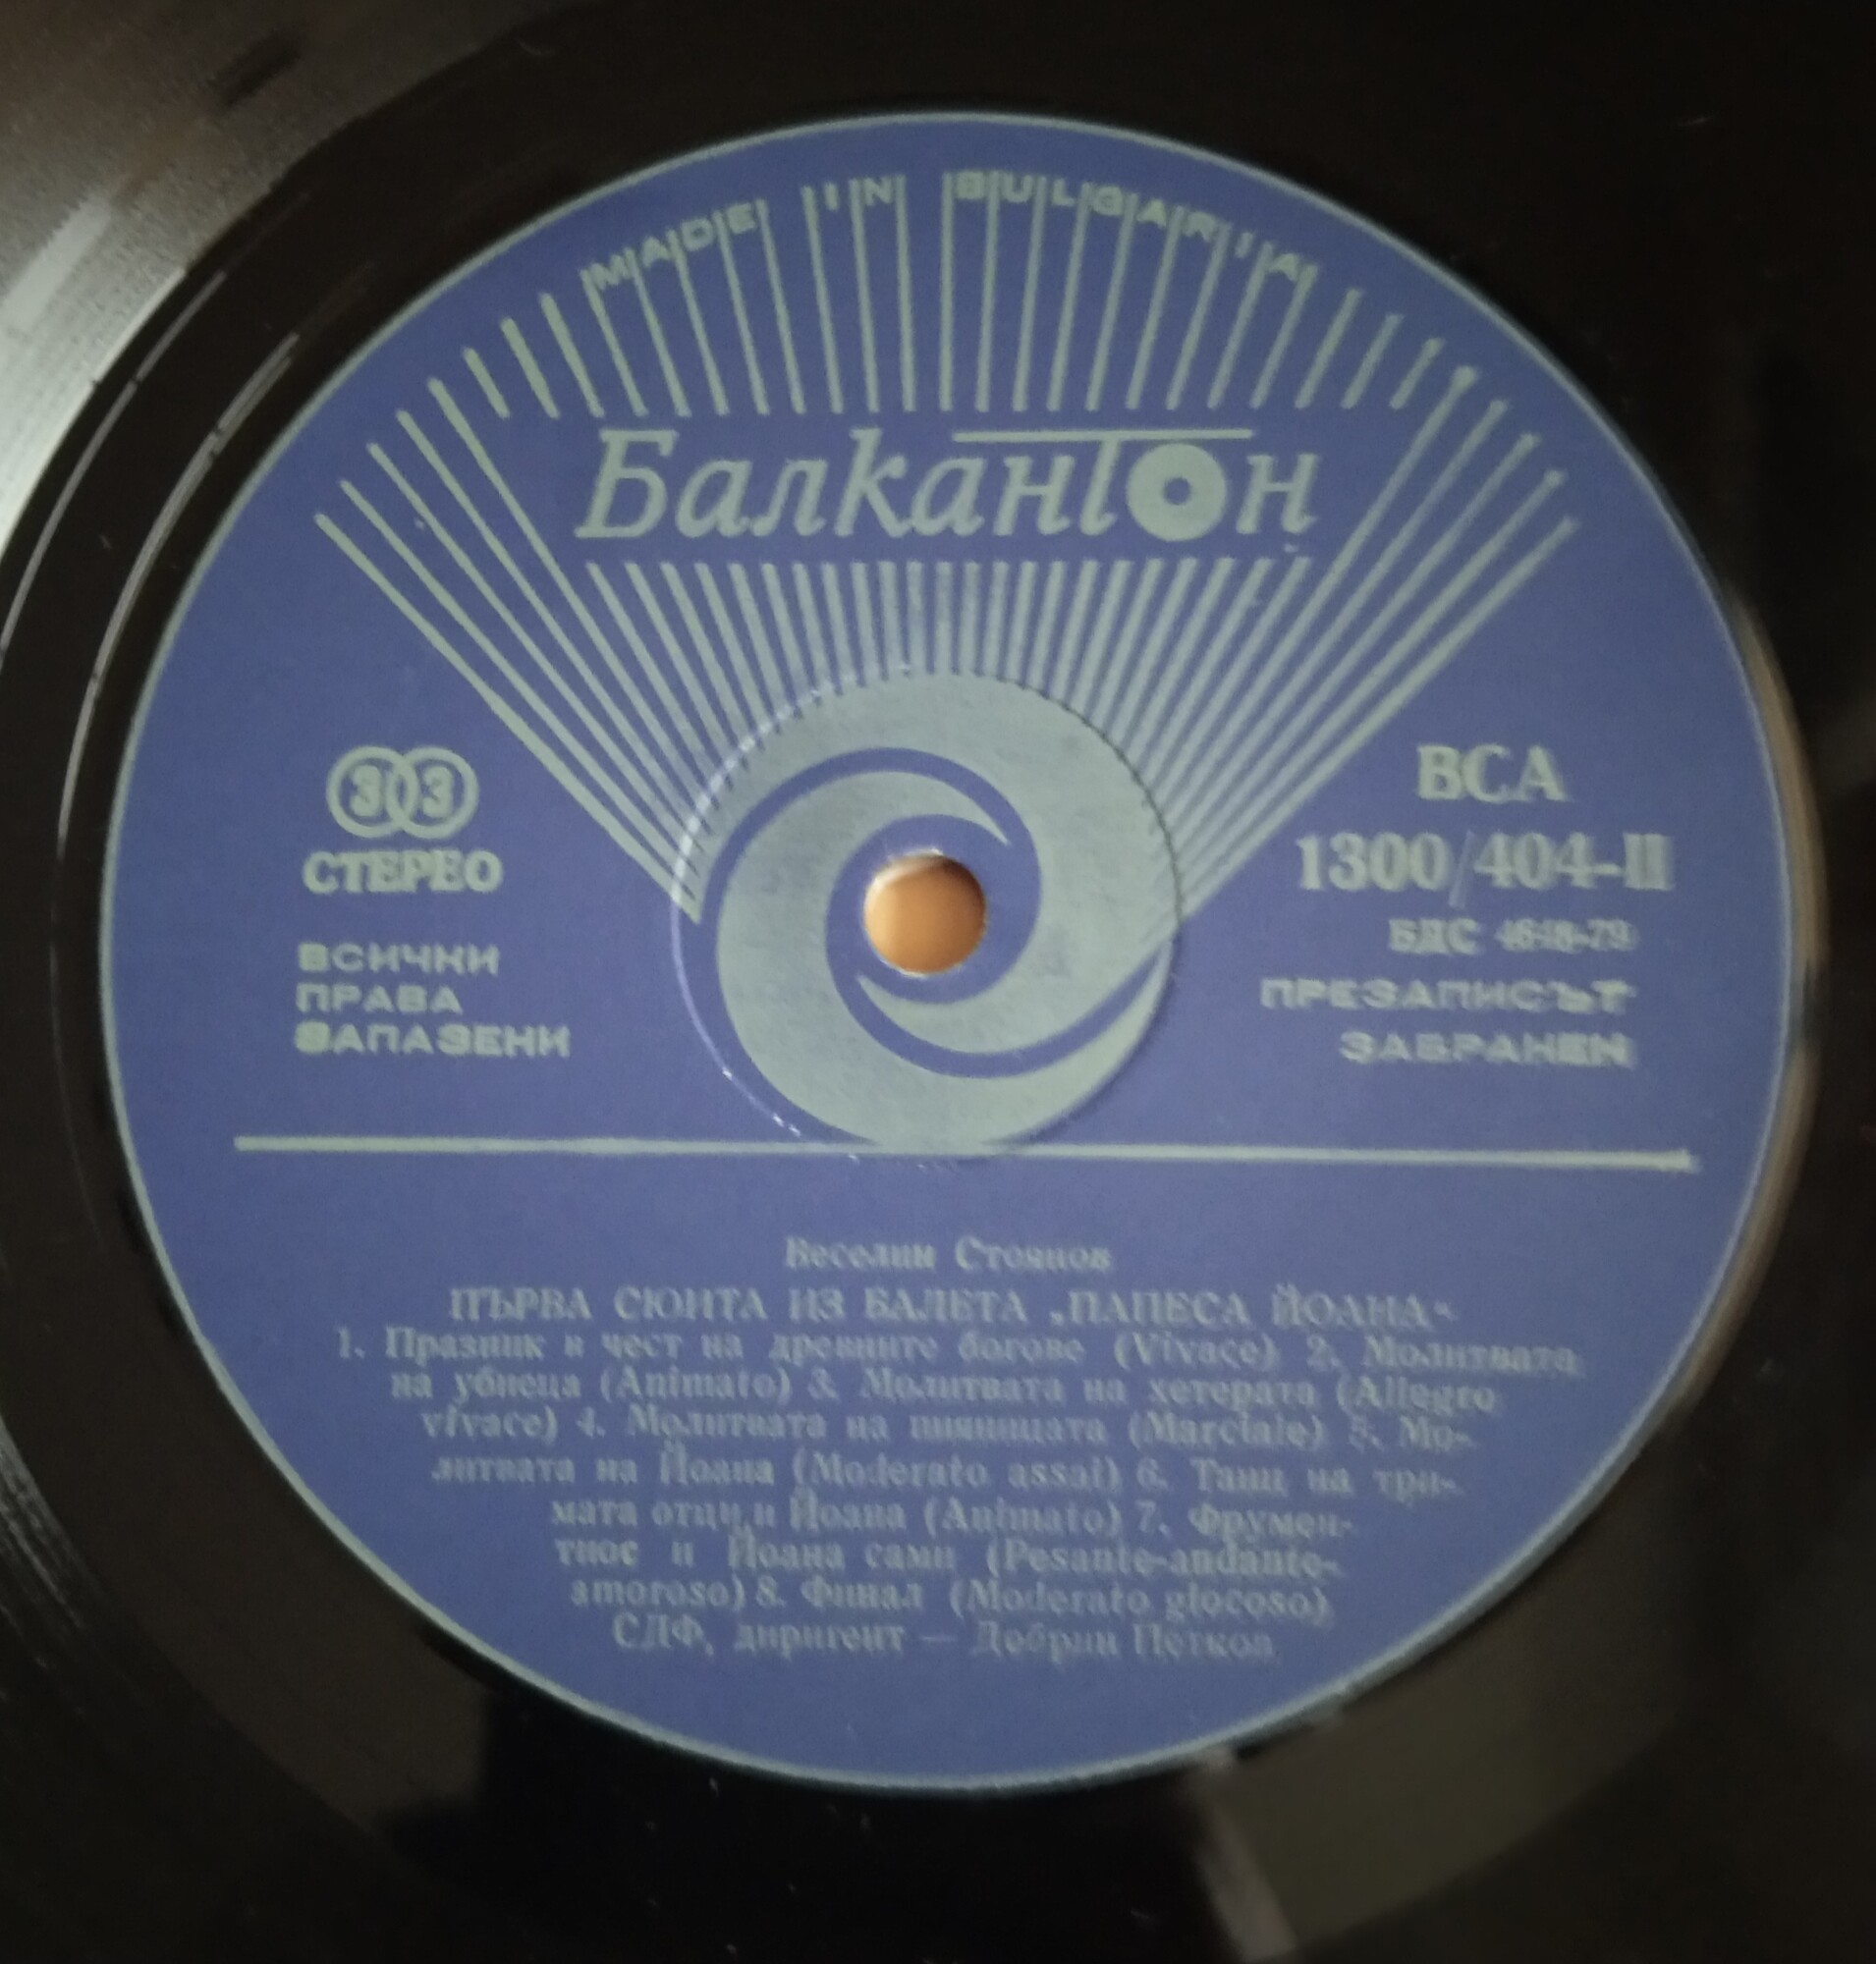 MADE IN BULGARIA
Балкантон
33
СТЕРЕО
ВСИЧКИ
ПРАВА
ЗАПАЗЕНИ
ВСА
1300/404-II
БДС 4648-79
ПРЕЗАПИСЪТ
ЗАБРАНЕН
Веселин Стоянов
ПЪРВА СЮИТА ИЗ БАЛЕТА „ПАПЕСА ЙОАНА“
1. Празник в чест на древните богове (Vivace) 2. Молитвата
на убиеца (Animato) 3. Молитвата на хетерата (Allegro
vivace) 4. Молитвата на пияницата (Marciale) 5. Мо-
литвата на Йоана (Moderato assai) 6. Танц на три-
мата отци и Йоана (Animato) 7. Фрумен-
тиос и Йоана сами (Pesante-andante-
amoroso) 8. Финал (Moderato giocoso)
СДФ, диригент — Добрин Петков